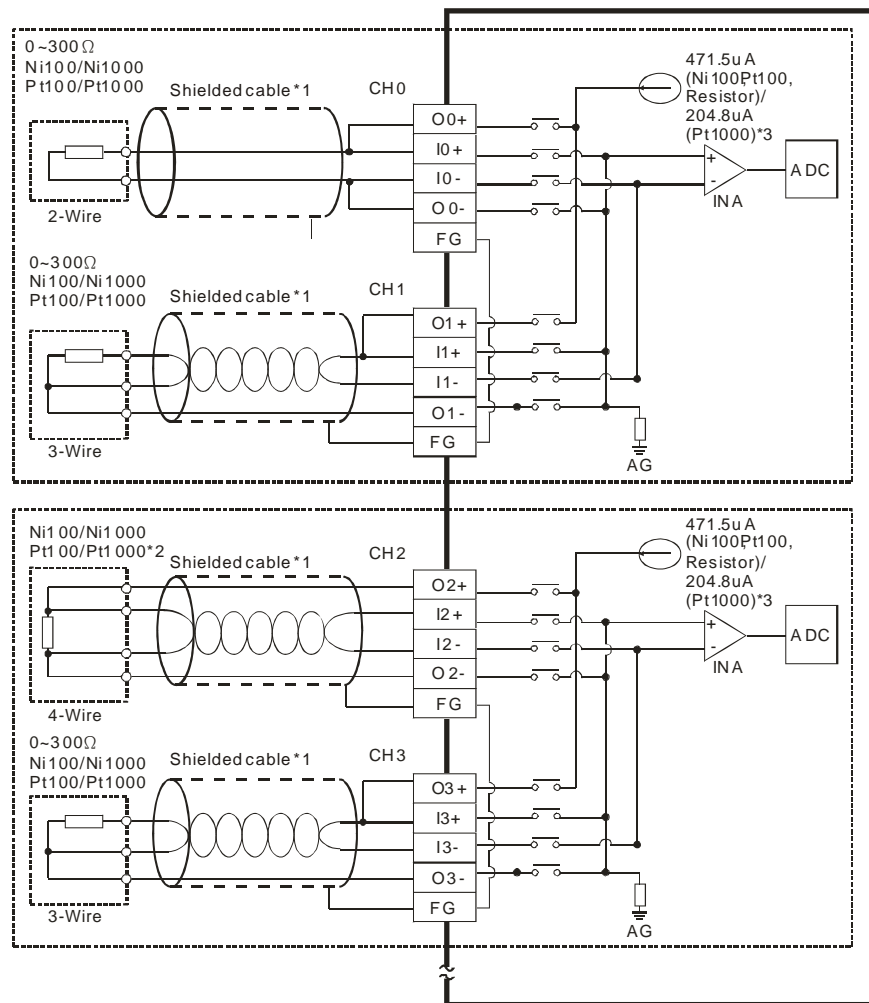 0~300Ω
Ni100/Ni1000
Pt100/Pt1000
Shielded cable*1
CH0
2-Wire
O0+
I0+
I0-
O0-
FG
471.5uA
(Ni100,Pt100,
Resistor)/
204.8uA
(Pt1000)*3
+
-
INA
ADC
0~300Ω
Ni100/Ni1000
Pt100/Pt1000
Shielded cable*1
CH1
3-Wire
O1+
I1+
I1-
O1-
FG
AG
Ni100/Ni1000
Pt100/Pt1000*2
Shielded cable*1
CH2
4-Wire
O2+
I2+
I2-
O2-
FG
471.5uA
(Ni100,Pt100,
Resistor)/
204.8uA
(Pt1000)*3
+
-
INA
ADC
0~300Ω
Ni100/Ni1000
Pt100/Pt1000
Shielded cable*1
CH3
3-Wire
O3+
I3+
I3-
O3-
FG
AG